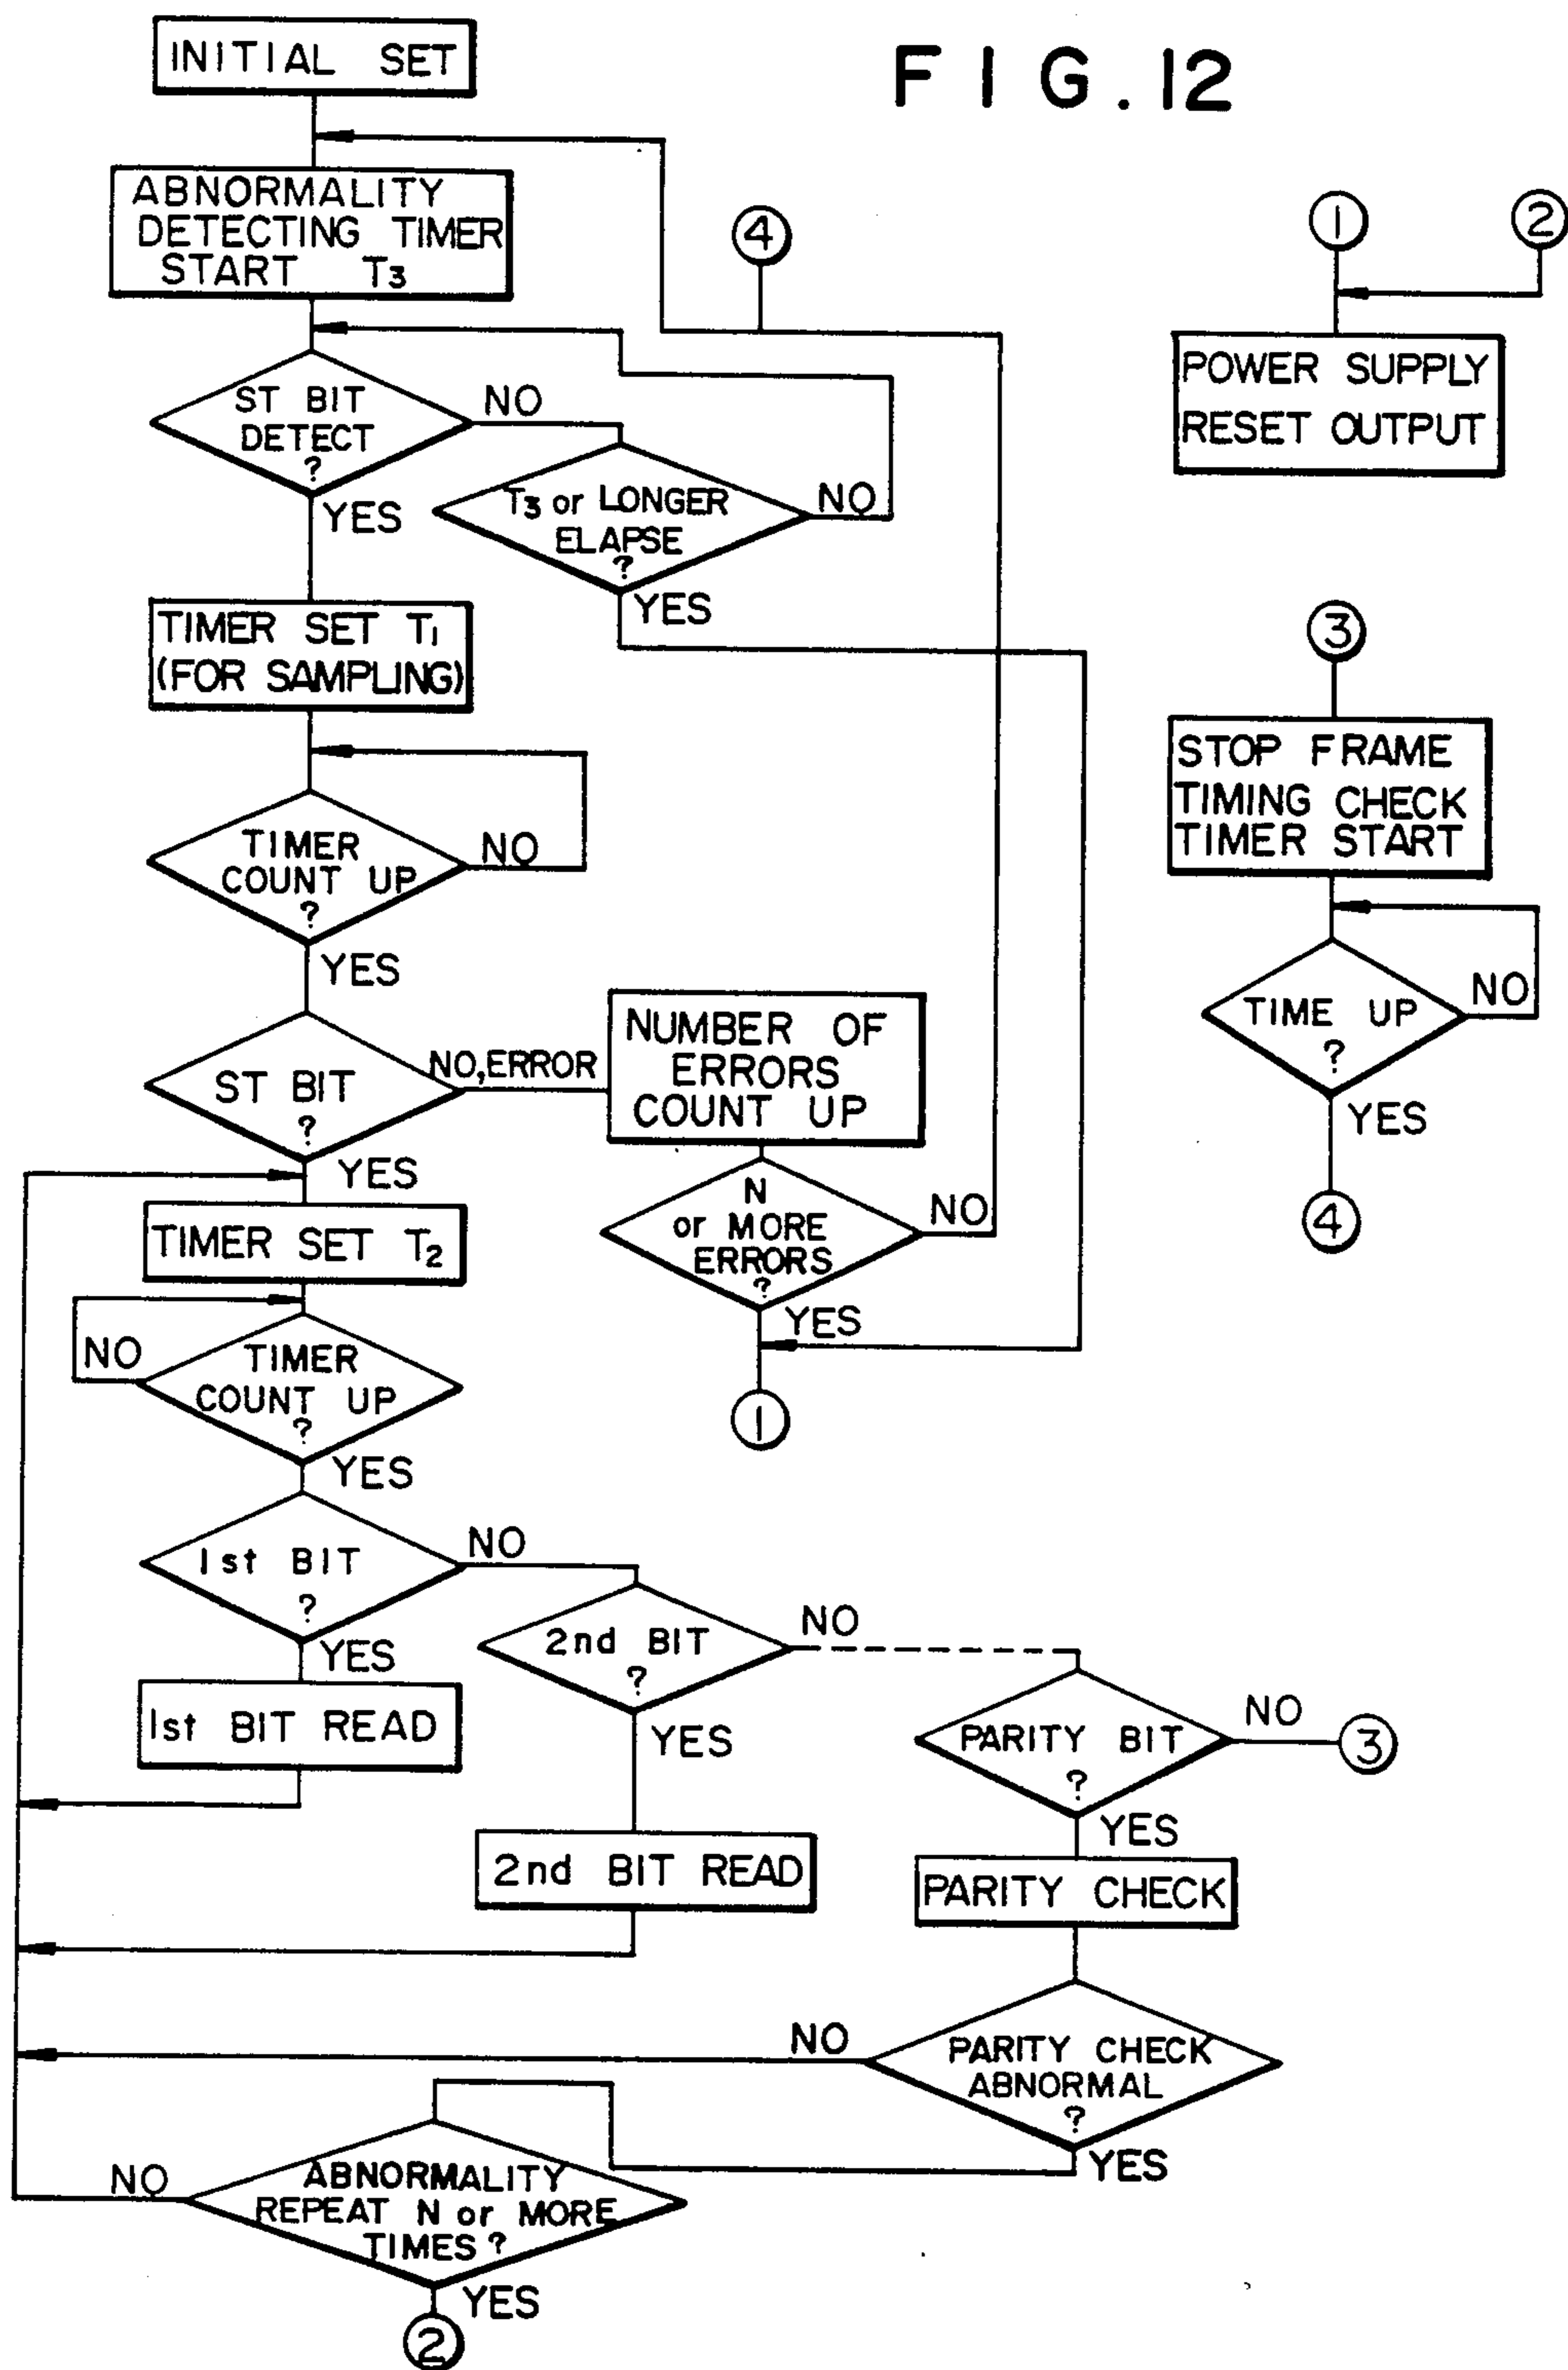 FIG.12
INITIAL SET
ABNORMALITY
DETECTING TIMER
START T3
4
1
2
POWER SUPPLY
RESET OUTPUT
ST BIT
DETECT
?
NO
YES
T3 or LONGER
ELAPSE
?
NO
YES
TIMER SET T1
(FOR SAMPLING)
3
STOP FRAME
TIMING CHECK
TIMER START
TIMER
COUNT UP
?
NO
YES
TIME UP
?
NO
YES
4
ST BIT
?
NO,ERROR
YES
NUMBER OF
ERRORS
COUNT UP
N
or MORE
ERRORS
?
NO
YES
1
TIMER SET T2
TIMER
COUNT UP
?
NO
YES
1st BIT
?
NO
YES
1st BIT READ
2nd BIT
?
NO
YES
2nd BIT READ
PARITY BIT
?
NO
3
YES
PARITY CHECK
PARITY CHECK
ABNORMAL
?
NO
YES
ABNORMALITY
REPEAT N or MORE
TIMES?
NO
YES
2